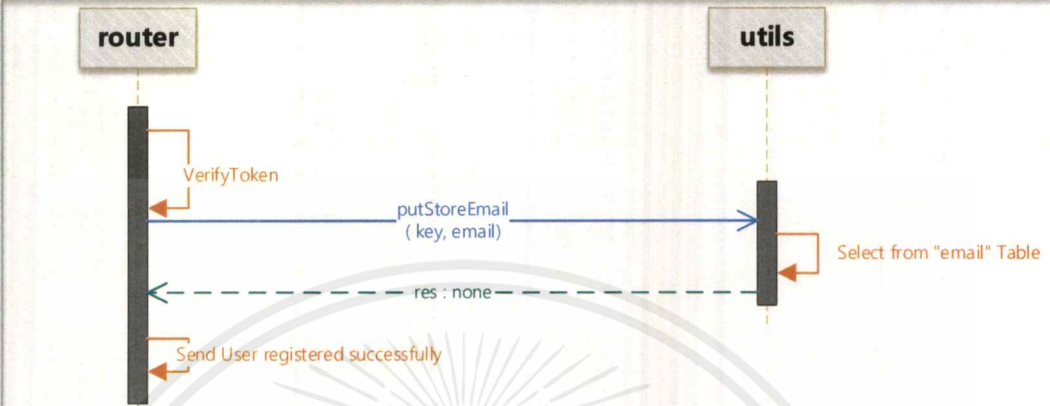 router
utils
VerifyToken
putStoreEmail
( key, email)
Select from "email" Table
res : none
Send User registered successfully